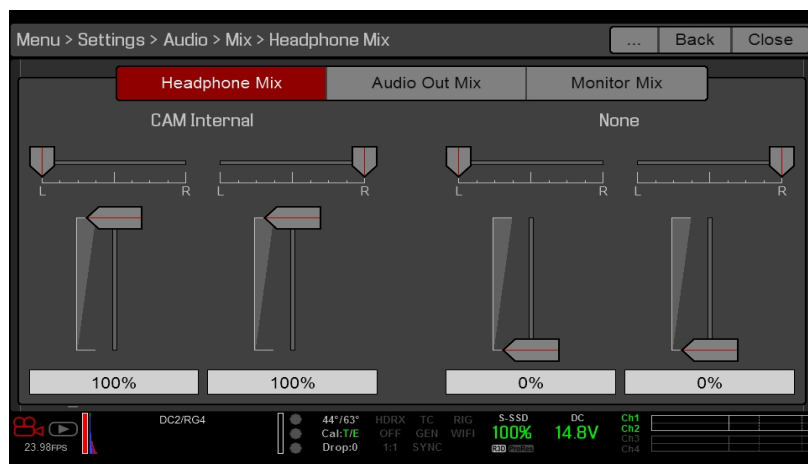 Menu > Settings > Audio > Mix > Headphone Mix ... Back Close
Headphone Mix Audio Out Mix Monitor Mix
CAM Internal None
L R L R L R L R
100% 100% 0% 0%
DC2/RG4 44°/63° HDRX TC RIG S-SSD DC Ch1
Cal:T/E OFF GEN WIFI 100% 14.8V Ch2
23.98FPS Drop:0 1:1 SYNC R3D ProRes Ch3
Ch4